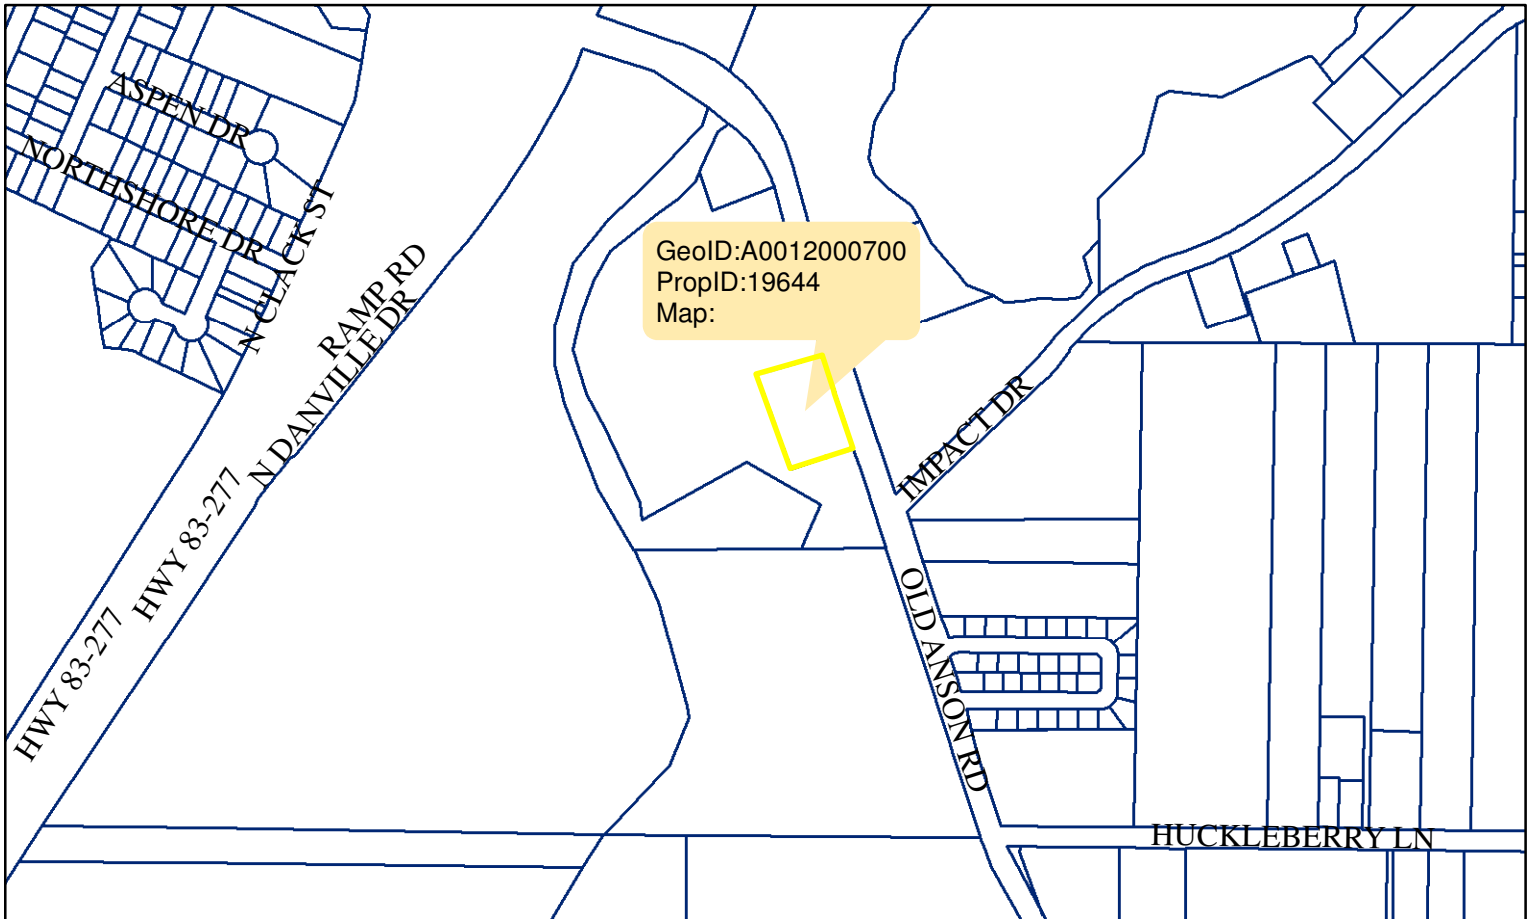 ASPEN DR
NORTHSHORE DR
N CLACK ST
RAMP RD
N DANVILLE DR
HWY 83-277
HWY 83-277
GeoID:A0012000700
PropID:19644
Map:
IMPACT DR
OLD ANSON RD
HUCKLEBERRY LN